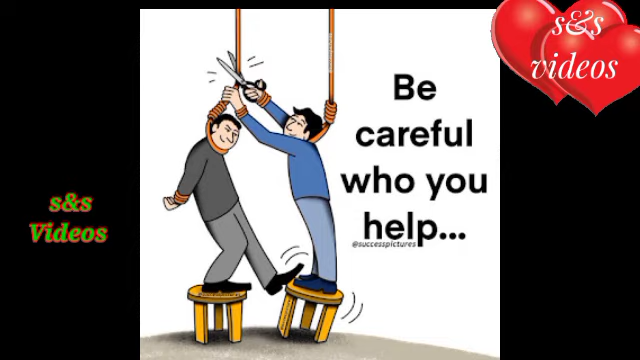 s&s
videos
Be
careful
who you
help...
@successpictures
s&s
Videos